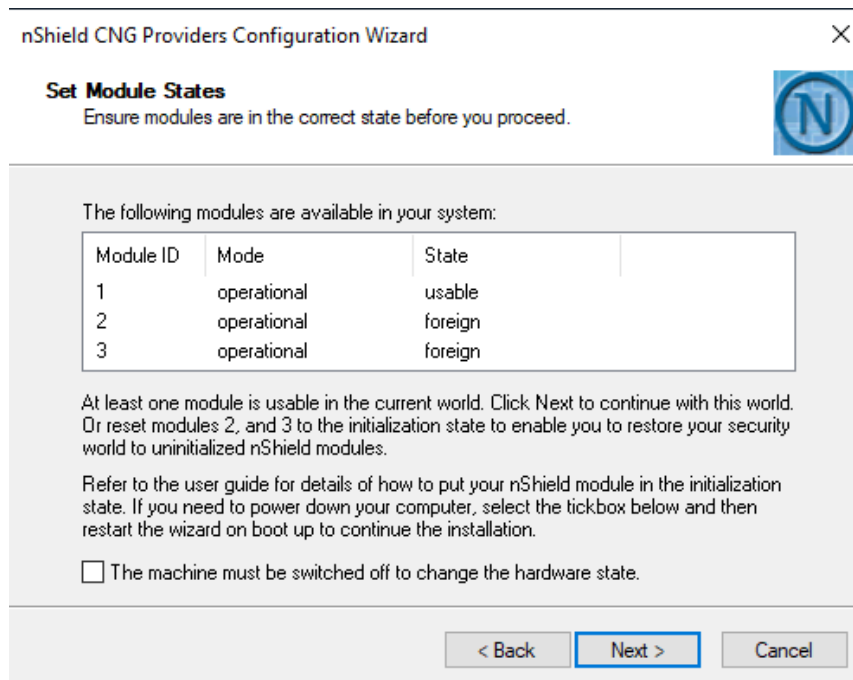 nShield CNG Providers Configuration Wizard
Set Module States
Ensure modules are in the correct state before you proceed.
N
The following modules are available in your system:
Module ID Mode State
1 operational usable
2 operational foreign
3 operational foreign
At least one module is usable in the current world. Click Next to continue with this world.
Or reset modules 2, and 3 to the initialization state to enable you to restore your security
world to uninitialized nShield modules.
Refer to the user guide for details of how to put your nShield module in the initialization
state. If you need to power down your computer, select the tickbox below and then
restart the wizard on boot up to continue the installation.
The machine must be switched off to change the hardware state.
< Back Next > Cancel